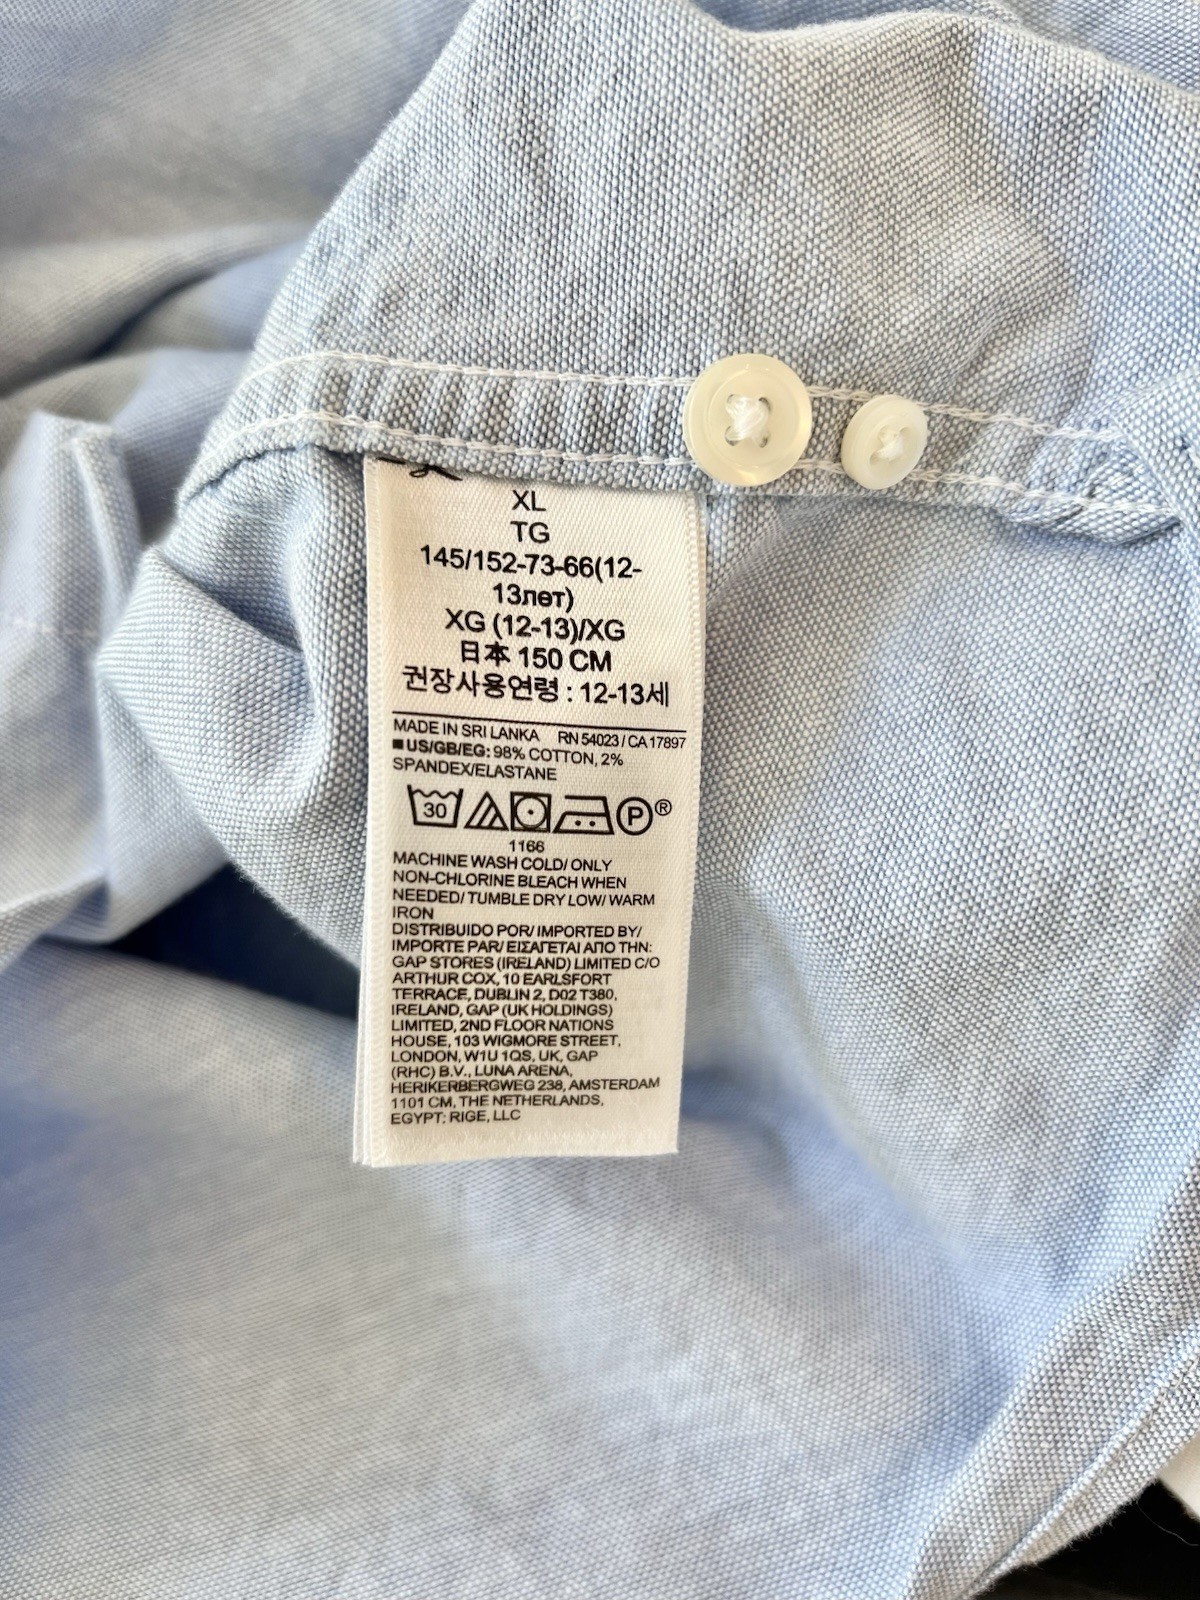 XL
TG
145/152-73-66(12-
13лет)
XG (12-13)/XG
日本 150 CM
권장사용연령 : 12-13세
MADE IN SRI LANKA RN 54023 / CA 17897
US/GB/EG: 98% COTTON, 2%
SPANDEX/ELASTANE
30 P®
1166
MACHINE WASH COLD/ ONLY
NON-CHLORINE BLEACH WHEN
NEEDED/ TUMBLE DRY LOW/ WARM
IRON
DISTRIBUIDO POR/ IMPORTED BY/
IMPORTE PAR/ ΕΙΣΑΓΕΤΑΙ ΑΠΟ ΤΗΝ:
GAP STORES (IRELAND) LIMITED C/O
ARTHUR COX, 10 EARLSFORT
TERRACE, DUBLIN 2, D02 T380,
IRELAND, GAP (UK HOLDINGS)
LIMITED, 2ND FLOOR NATIONS
HOUSE, 103 WIGMORE STREET,
LONDON, W1U 1QS, UK, GAP
(RHC) B.V., LUNA ARENA,
HERIKERBERGWEG 238, AMSTERDAM
1101 CM, THE NETHERLANDS,
EGYPT: RIGE, LLC